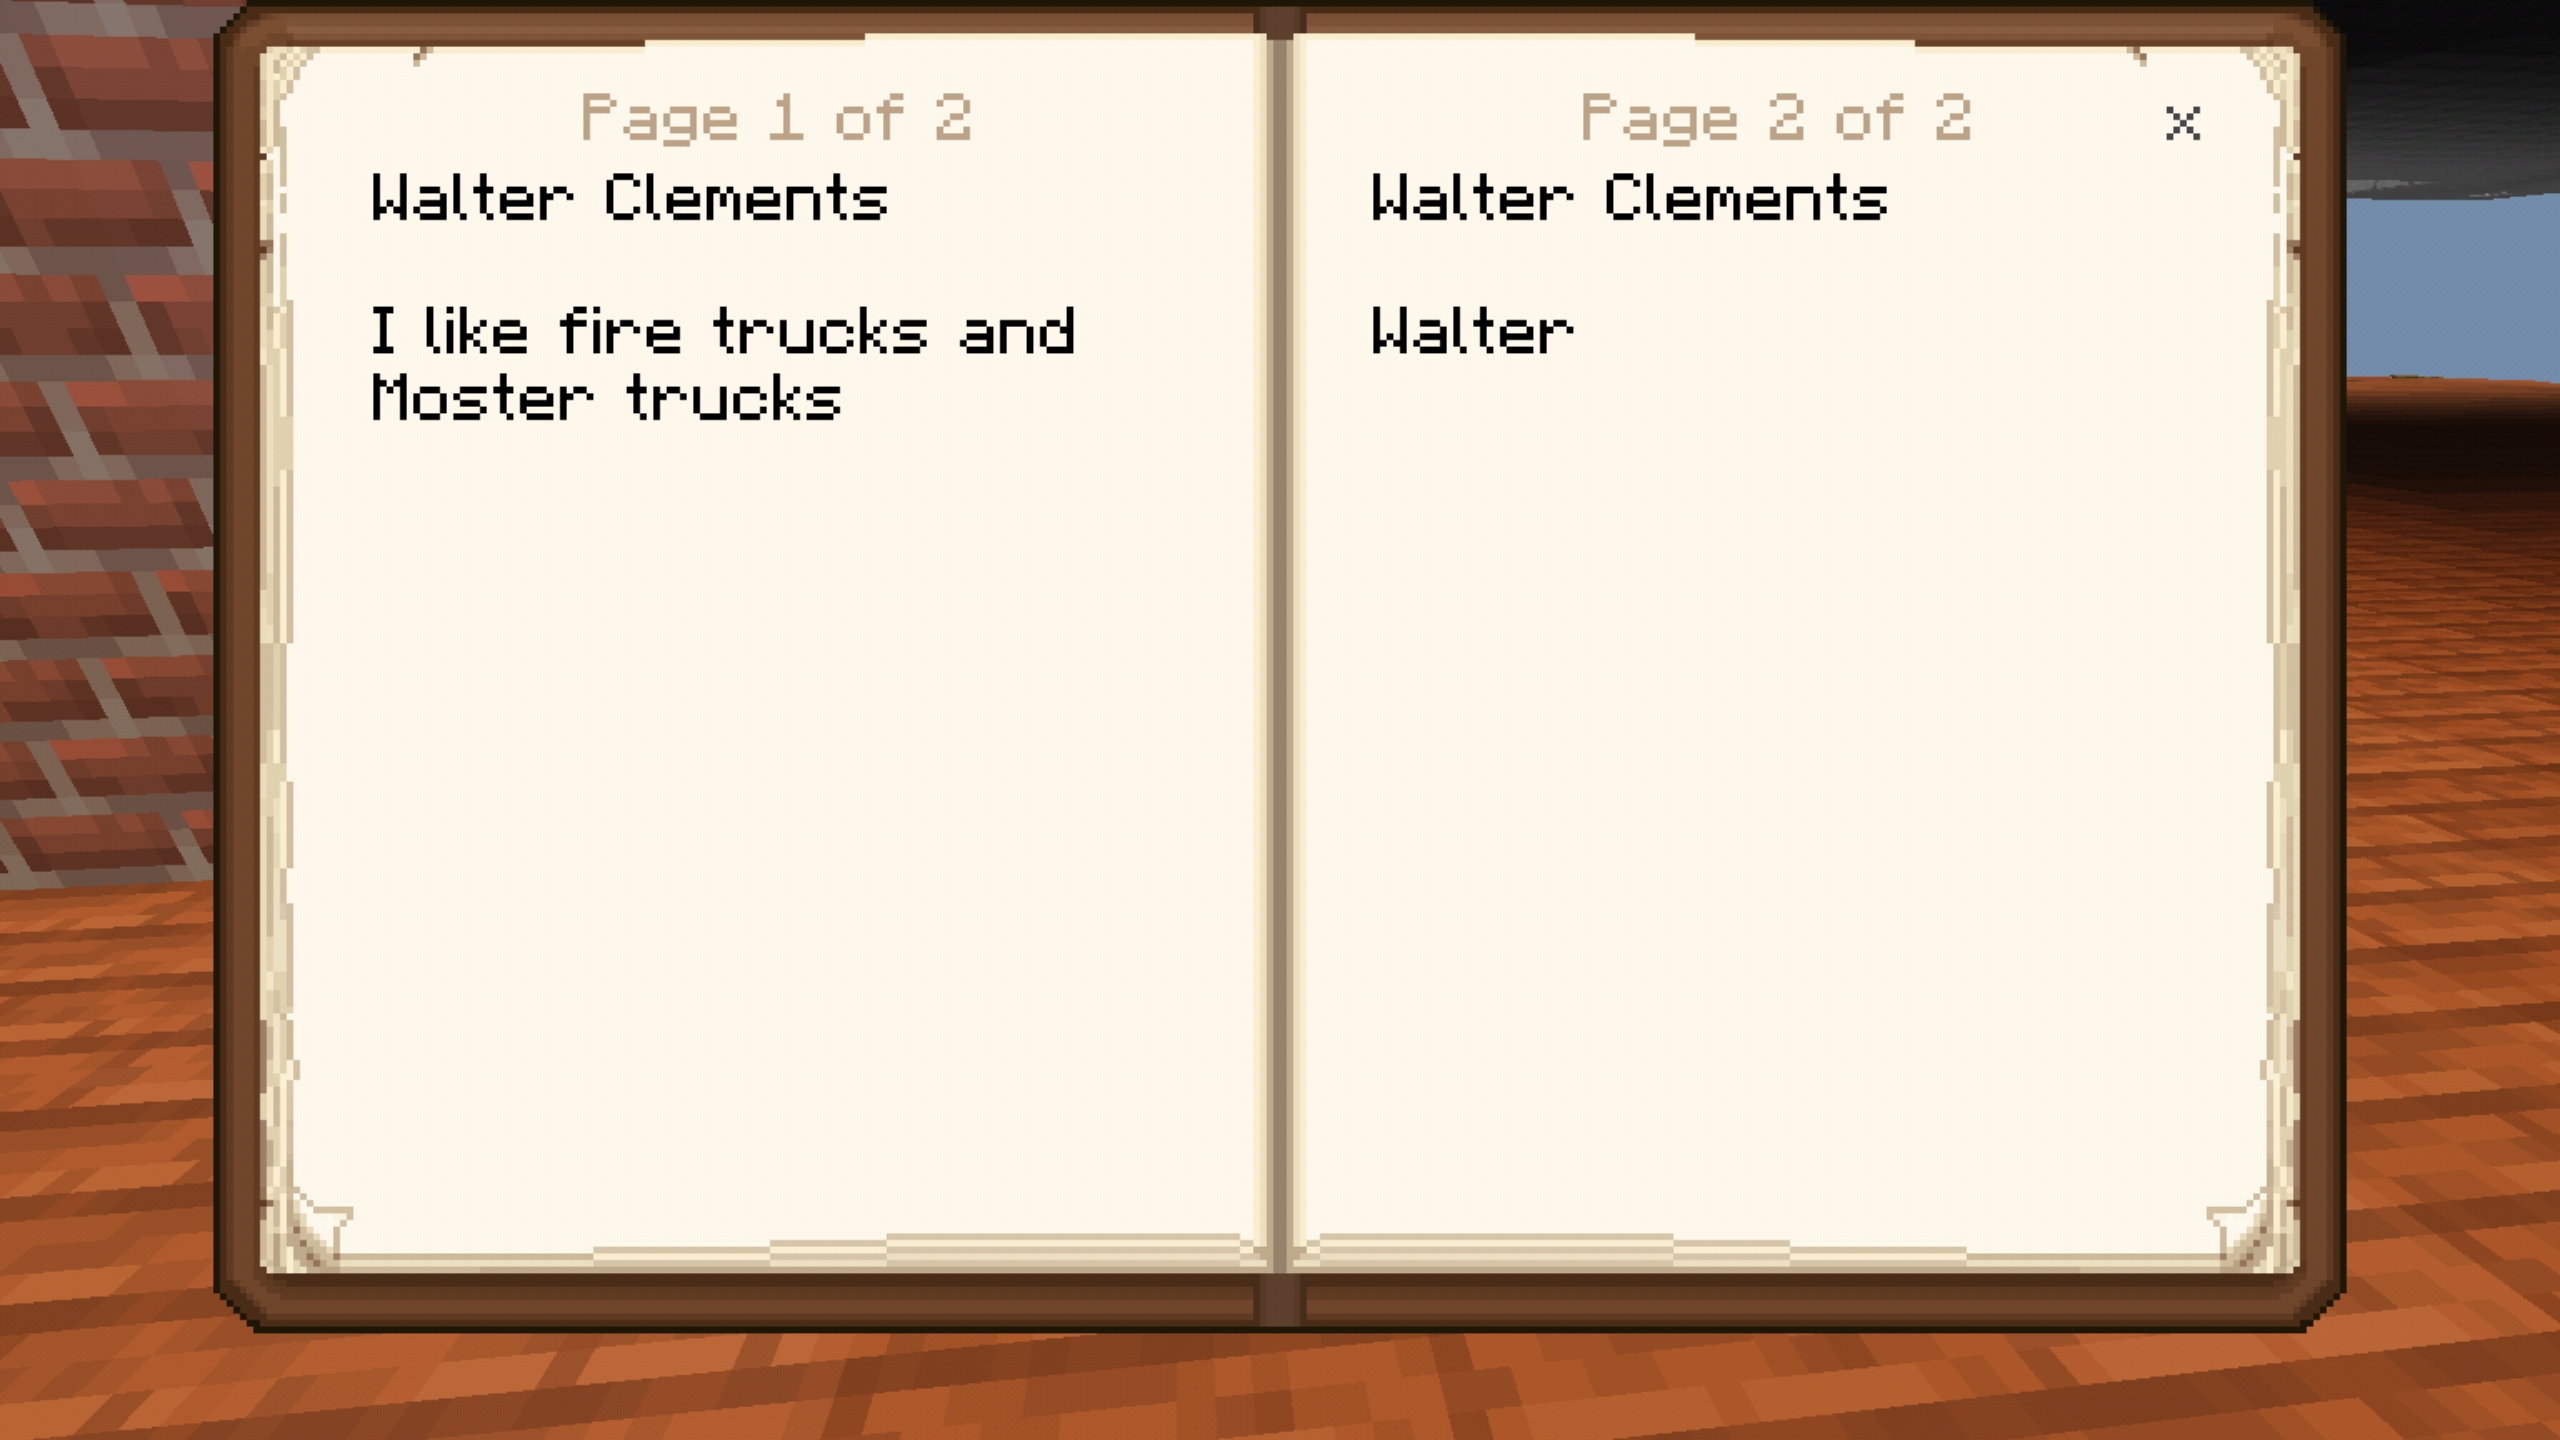 Page 1 of 2
Walter Clements
I like fire trucks and
Moster trucks
Page 2 of 2
x
Walter Clements
Walter